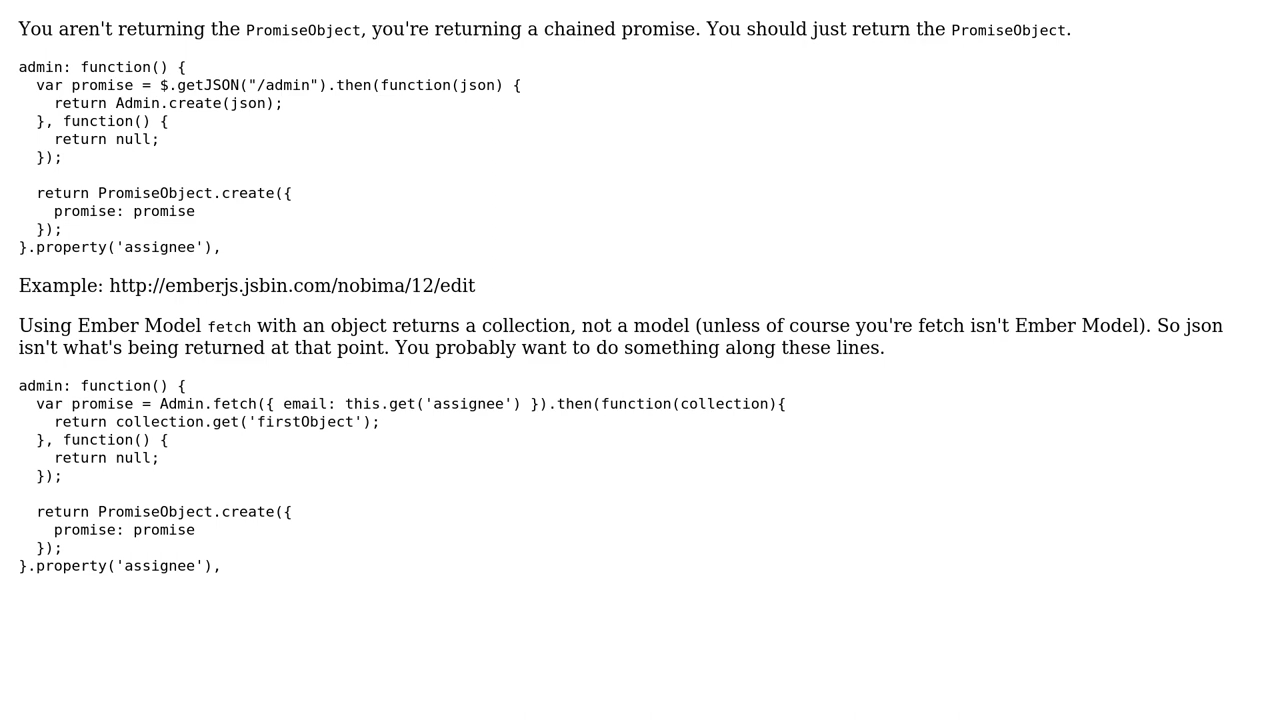 You aren't returning the PromiseObject, you're returning a chained promise. You should just return the PromiseObject.
admin: function() {
  var promise = $.getJSON("/admin").then(function(json) {
    return Admin.create(json);
  }, function() {
    return null;
  });

  return PromiseObject.create({
    promise: promise
  });
}.property('assignee'),
Example: http://emberjs.jsbin.com/nobima/12/edit
Using Ember Model fetch with an object returns a collection, not a model (unless of course you're fetch isn't Ember Model). So json
isn't what's being returned at that point. You probably want to do something along these lines.
admin: function() {
  var promise = Admin.fetch({ email: this.get('assignee') }).then(function(collection){
    return collection.get('firstObject');
  }, function() {
    return null;
  });

  return PromiseObject.create({
    promise: promise
  });
}.property('assignee'),